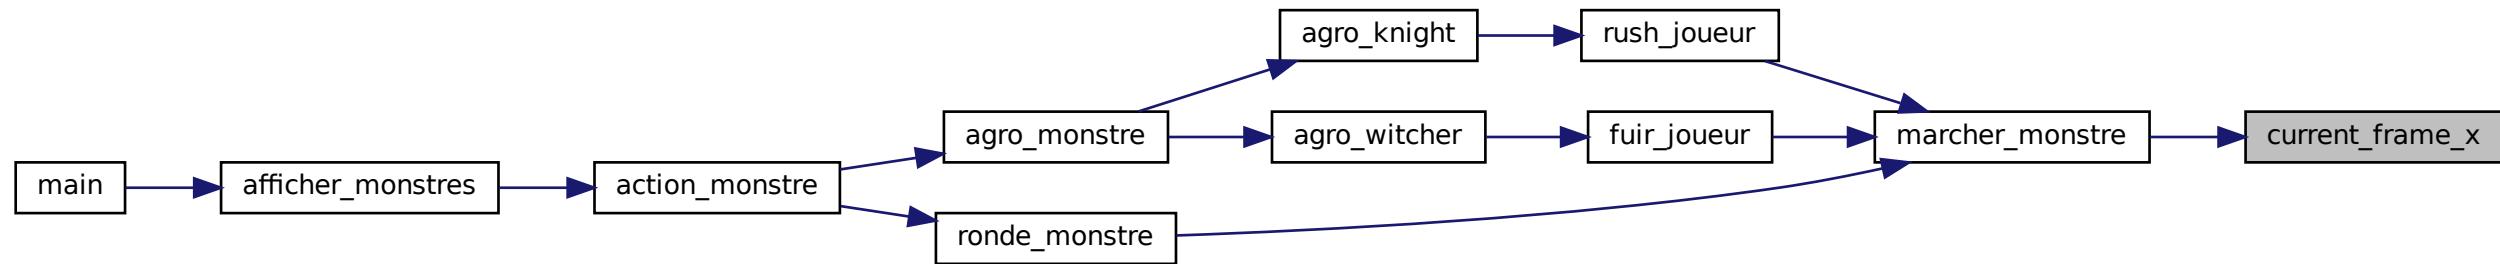 agro_knight
rush_joueur
agro_monstre
agro_witcher
fuir_joueur
marcher_monstre
current_frame_x
main
afficher_monstres
action_monstre
ronde_monstre